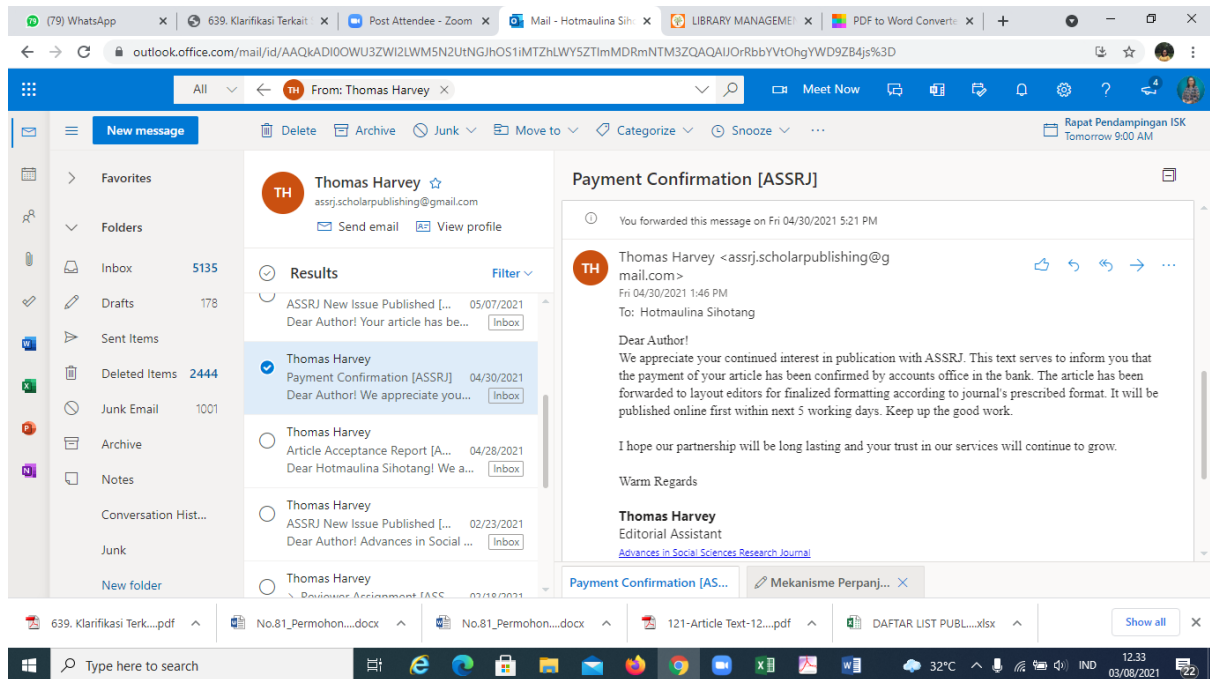 (79) WhatsApp
639. Klarifikasi Terkait
Post Attendee - Zoom
Mail - Hotmaulina Siho
LIBRARY MANAGEMEN
PDF to Word Converte
outlook.office.com/mail/id/AAQkADI0OWU3ZWI2LWM5N2UtNGJhOS1iMTZhLWY5ZTImMDRmNTM3ZQAQAIJOrRbbYVtOhgYWD9ZB4js%3D
All
TH From: Thomas Harvey
Meet Now
4
New message
Delete
Archive
Junk
Move to
Categorize
Snooze
Rapat Pendampingan ISK
Tomorrow 9:00 AM
Favorites
Folders
Inbox 5135
Drafts 178
Sent Items
Deleted Items 2444
Junk Email 1001
Archive
Notes
Conversation Hist...
Junk
New folder
TH
Thomas Harvey
assrj.scholarpublishing@gmail.com
Send email
View profile
Results
Filter
ASSRJ New Issue Published [... 05/07/2021
Dear Author! Your article has be... Inbox
Thomas Harvey
Payment Confirmation [ASSRJ] 04/30/2021
Dear Author! We appreciate you... Inbox
Thomas Harvey
Article Acceptance Report [A... 04/28/2021
Dear Hotmaulina Sihotang! We a... Inbox
Thomas Harvey
ASSRJ New Issue Published [... 02/23/2021
Dear Author! Advances in Social ... Inbox
Thomas Harvey
Reviewer Assignment [ASS 02/18/2021
Payment Confirmation [ASSRJ]
You forwarded this message on Fri 04/30/2021 5:21 PM
TH
Thomas Harvey <assrj.scholarpublishing@g
mail.com>
Fri 04/30/2021 1:46 PM
To: Hotmaulina Sihotang
Dear Author!
We appreciate your continued interest in publication with ASSRJ. This text serves to inform you that
the payment of your article has been confirmed by accounts office in the bank. The article has been
forwarded to layout editors for finalized formatting according to journal's prescribed format. It will be
published online first within next 5 working days. Keep up the good work.
I hope our partnership will be long lasting and your trust in our services will continue to grow.
Warm Regards
Thomas Harvey
Editorial Assistant
Advances in Social Sciences Research Journal
Payment Confirmation [AS...
Mekanisme Perpanj...
639. Klarifikasi Terk....pdf
No.81_Permohon....docx
No.81_Permohon....docx
121-Article Text-12....pdf
DAFTAR LIST PUBL....xlsx
Show all
Type here to search
32°C
IND
12.33
03/08/2021
22